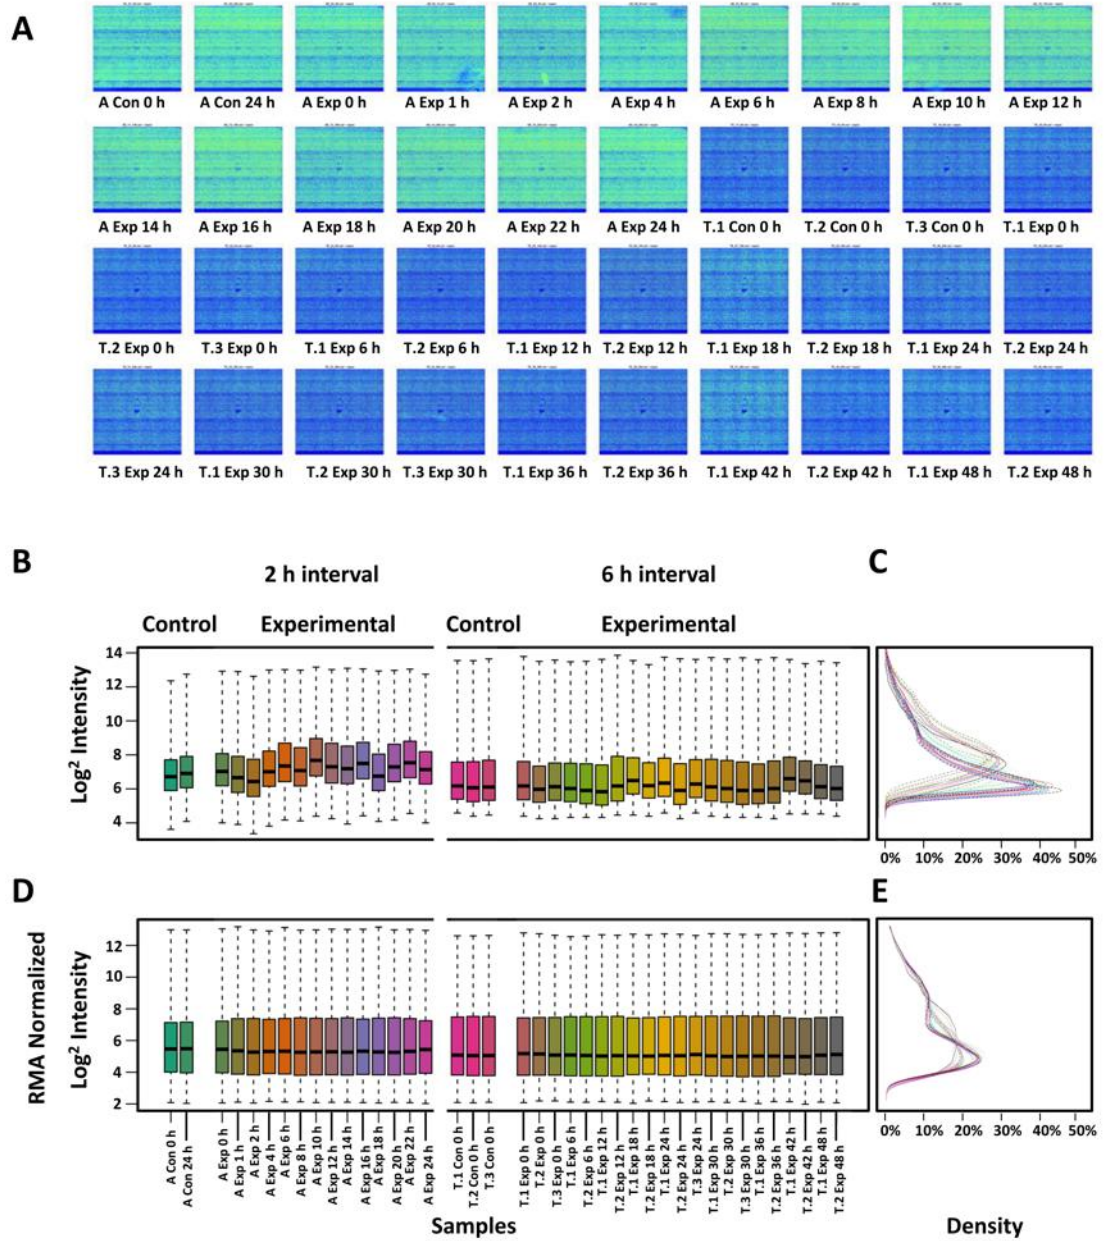 A
A Con 0 h A Con 24 h A Exp 0 h A Exp 1 h A Exp 2 h A Exp 4 h A Exp 6 h A Exp 8 h A Exp 10 h A Exp 12 h
A Exp 14 h A Exp 16 h A Exp 18 h A Exp 20 h A Exp 22 h A Exp 24 h T.1 Con 0 h T.2 Con 0 h T.3 Con 0 h T.1 Exp 0 h
T.2 Exp 0 h T.3 Exp 0 h T.1 Exp 6 h T.2 Exp 6 h T.1 Exp 12 h T.2 Exp 12 h T.1 Exp 18 h T.2 Exp 18 h T.1 Exp 24 h T.2 Exp 24 h
T.3 Exp 24 h T.1 Exp 30 h T.2 Exp 30 h T.3 Exp 30 h T.1 Exp 36 h T.2 Exp 36 h T.1 Exp 42 h T.2 Exp 42 h T.1 Exp 48 h T.2 Exp 48 h
B
2 h interval 6 h interval
C
Control Experimental Control Experimental
Log² Intensity
14
12
10
8
6
4
0% 10% 20% 30% 40% 50%
D
E
RMA Normalized
Log² Intensity
12
10
8
6
4
2
0% 10% 20% 30% 40% 50%
A Con 0 h
A Con 24 h
A Exp 0 h
A Exp 1 h
A Exp 2 h
A Exp 4 h
A Exp 6 h
A Exp 8 h
A Exp 10 h
A Exp 12 h
A Exp 14 h
A Exp 16 h
A Exp 18 h
A Exp 20 h
A Exp 22 h
A Exp 24 h
T.1 Con 0 h
T.2 Con 0 h
T.3 Con 0 h
T.1 Exp 0 h
T.2 Exp 0 h
T.3 Exp 0 h
T.1 Exp 6 h
T.2 Exp 6 h
T.1 Exp 12 h
T.2 Exp 12 h
T.1 Exp 18 h
T.2 Exp 18 h
T.1 Exp 24 h
T.2 Exp 24 h
T.3 Exp 24 h
T.1 Exp 30 h
T.2 Exp 30 h
T.3 Exp 30 h
T.1 Exp 36 h
T.2 Exp 36 h
T.1 Exp 42 h
T.2 Exp 42 h
T.1 Exp 48 h
T.2 Exp 48 h
Samples
Density